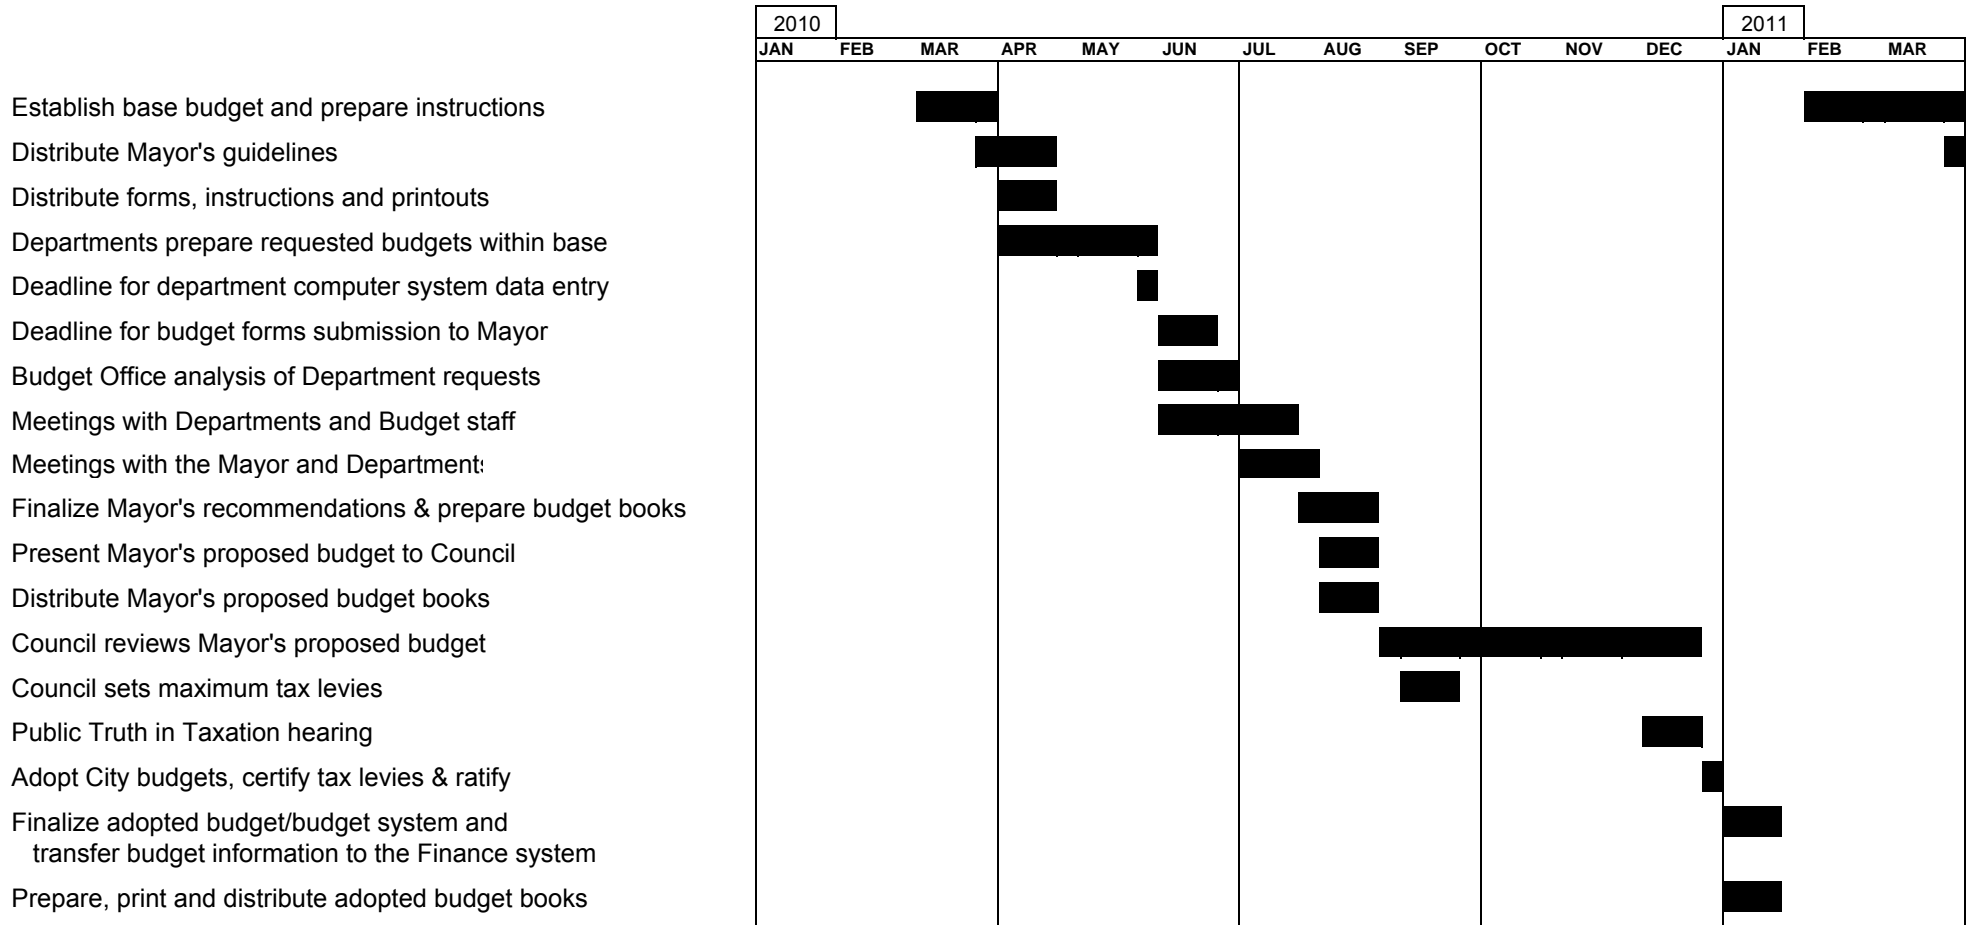 2010 2011
JAN FEB MAR APR MAY JUN JUL AUG SEP OCT NOV DEC JAN FEB MAR
Establish base budget and prepare instructions
Distribute Mayor's guidelines
Distribute forms, instructions and printouts
Departments prepare requested budgets within base
Deadline for department computer system data entry
Deadline for budget forms submission to Mayor
Budget Office analysis of Department requests
Meetings with Departments and Budget staff
Meetings with the Mayor and Departments
Finalize Mayor's recommendations & prepare budget books
Present Mayor's proposed budget to Council
Distribute Mayor's proposed budget books
Council reviews Mayor's proposed budget
Council sets maximum tax levies
Public Truth in Taxation hearing
Adopt City budgets, certify tax levies & ratify
Finalize adopted budget/budget system and
transfer budget information to the Finance system
Prepare, print and distribute adopted budget books